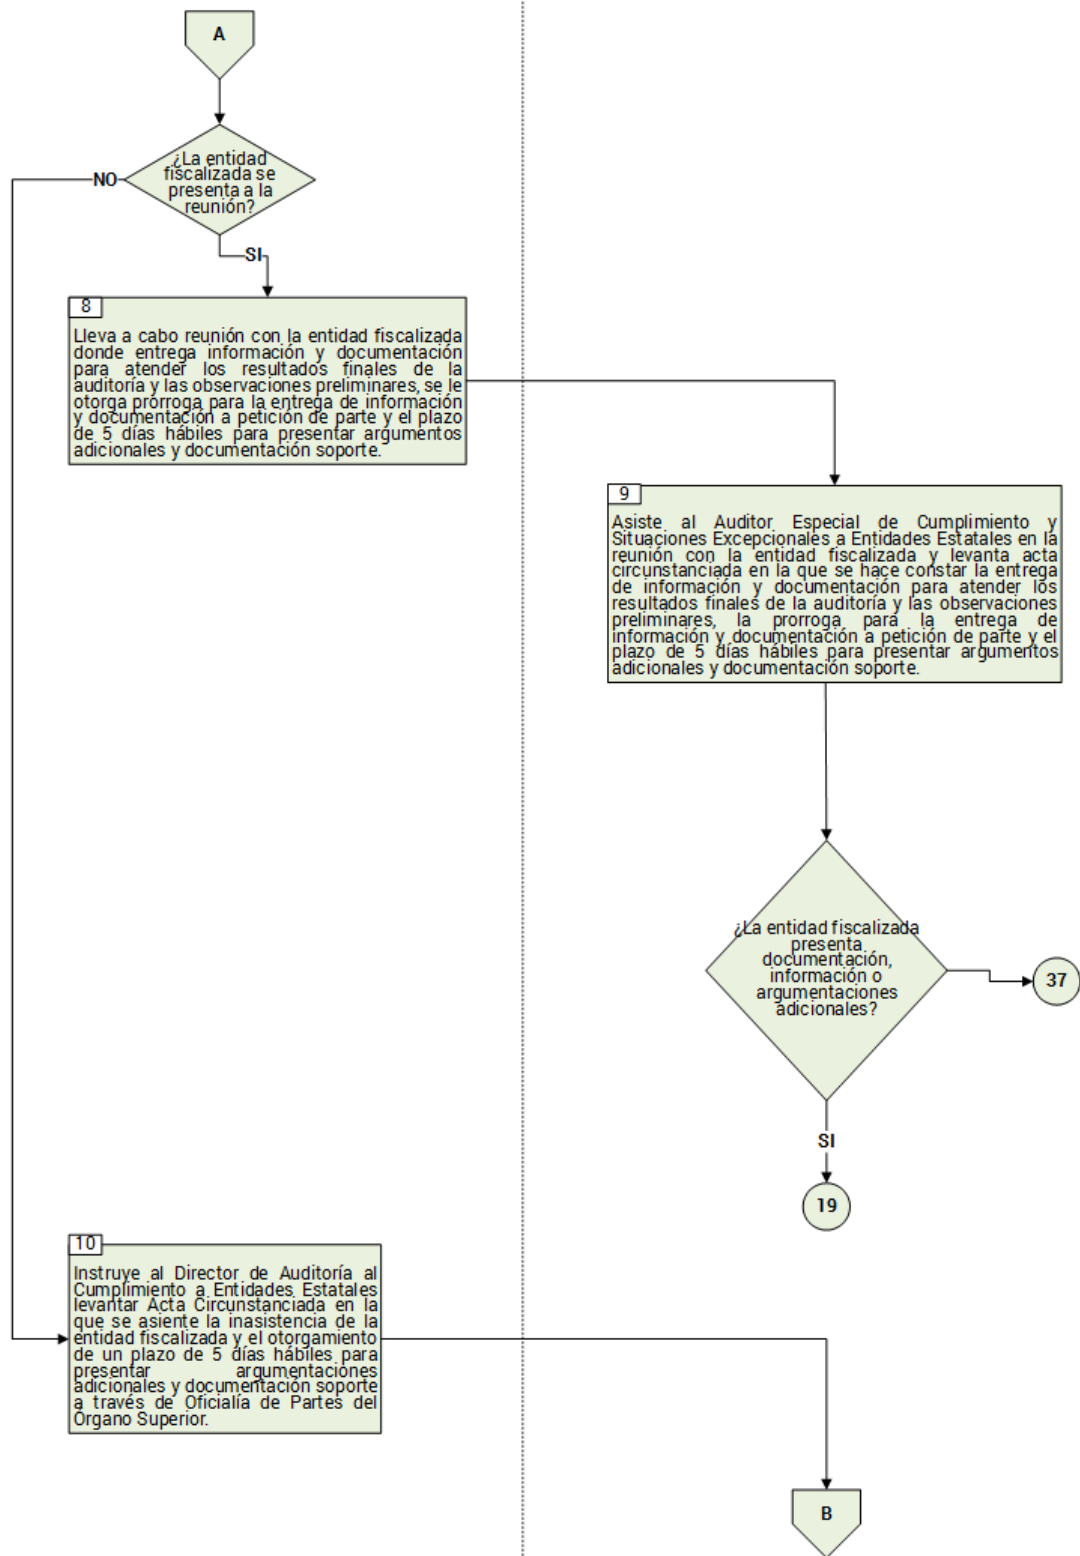 A
¿La entidad
fiscalizada se
presenta a la
reunión?
NO
SI
8
Lleva a cabo reunión con la entidad fiscalizada
donde entrega información y documentación
para atender los resultados finales de la
auditoría y las observaciones preliminares, se le
otorga prórroga para la entrega de información
y documentación a petición de parte y el plazo
de 5 días hábiles para presentar argumentos
adicionales y documentación soporte.
9
Asiste al Auditor Especial de Cumplimiento y
Situaciones Excepcionales a Entidades Estatales en la
reunión con la entidad fiscalizada y levanta acta
circunstanciada en la que se hace constar la entrega
de información y documentación para atender los
resultados finales de la auditoría y las observaciones
preliminares, la prorroga para la entrega de
información y documentación a petición de parte y el
plazo de 5 días hábiles para presentar argumentos
adicionales y documentación soporte.
¿La entidad fiscalizada
presenta
documentación,
información o
argumentaciones
adicionales?
37
SI
19
10
Instruye al Director de Auditoría al
Cumplimiento a Entidades Estatales
levantar Acta Circunstanciada en la
que se asiente la inasistencia de la
entidad fiscalizada y el otorgamiento
de un plazo de 5 días hábiles para
presentar argumentaciones
adicionales y documentación soporte
a través de Oficialía de Partes del
Órgano Superior.
B